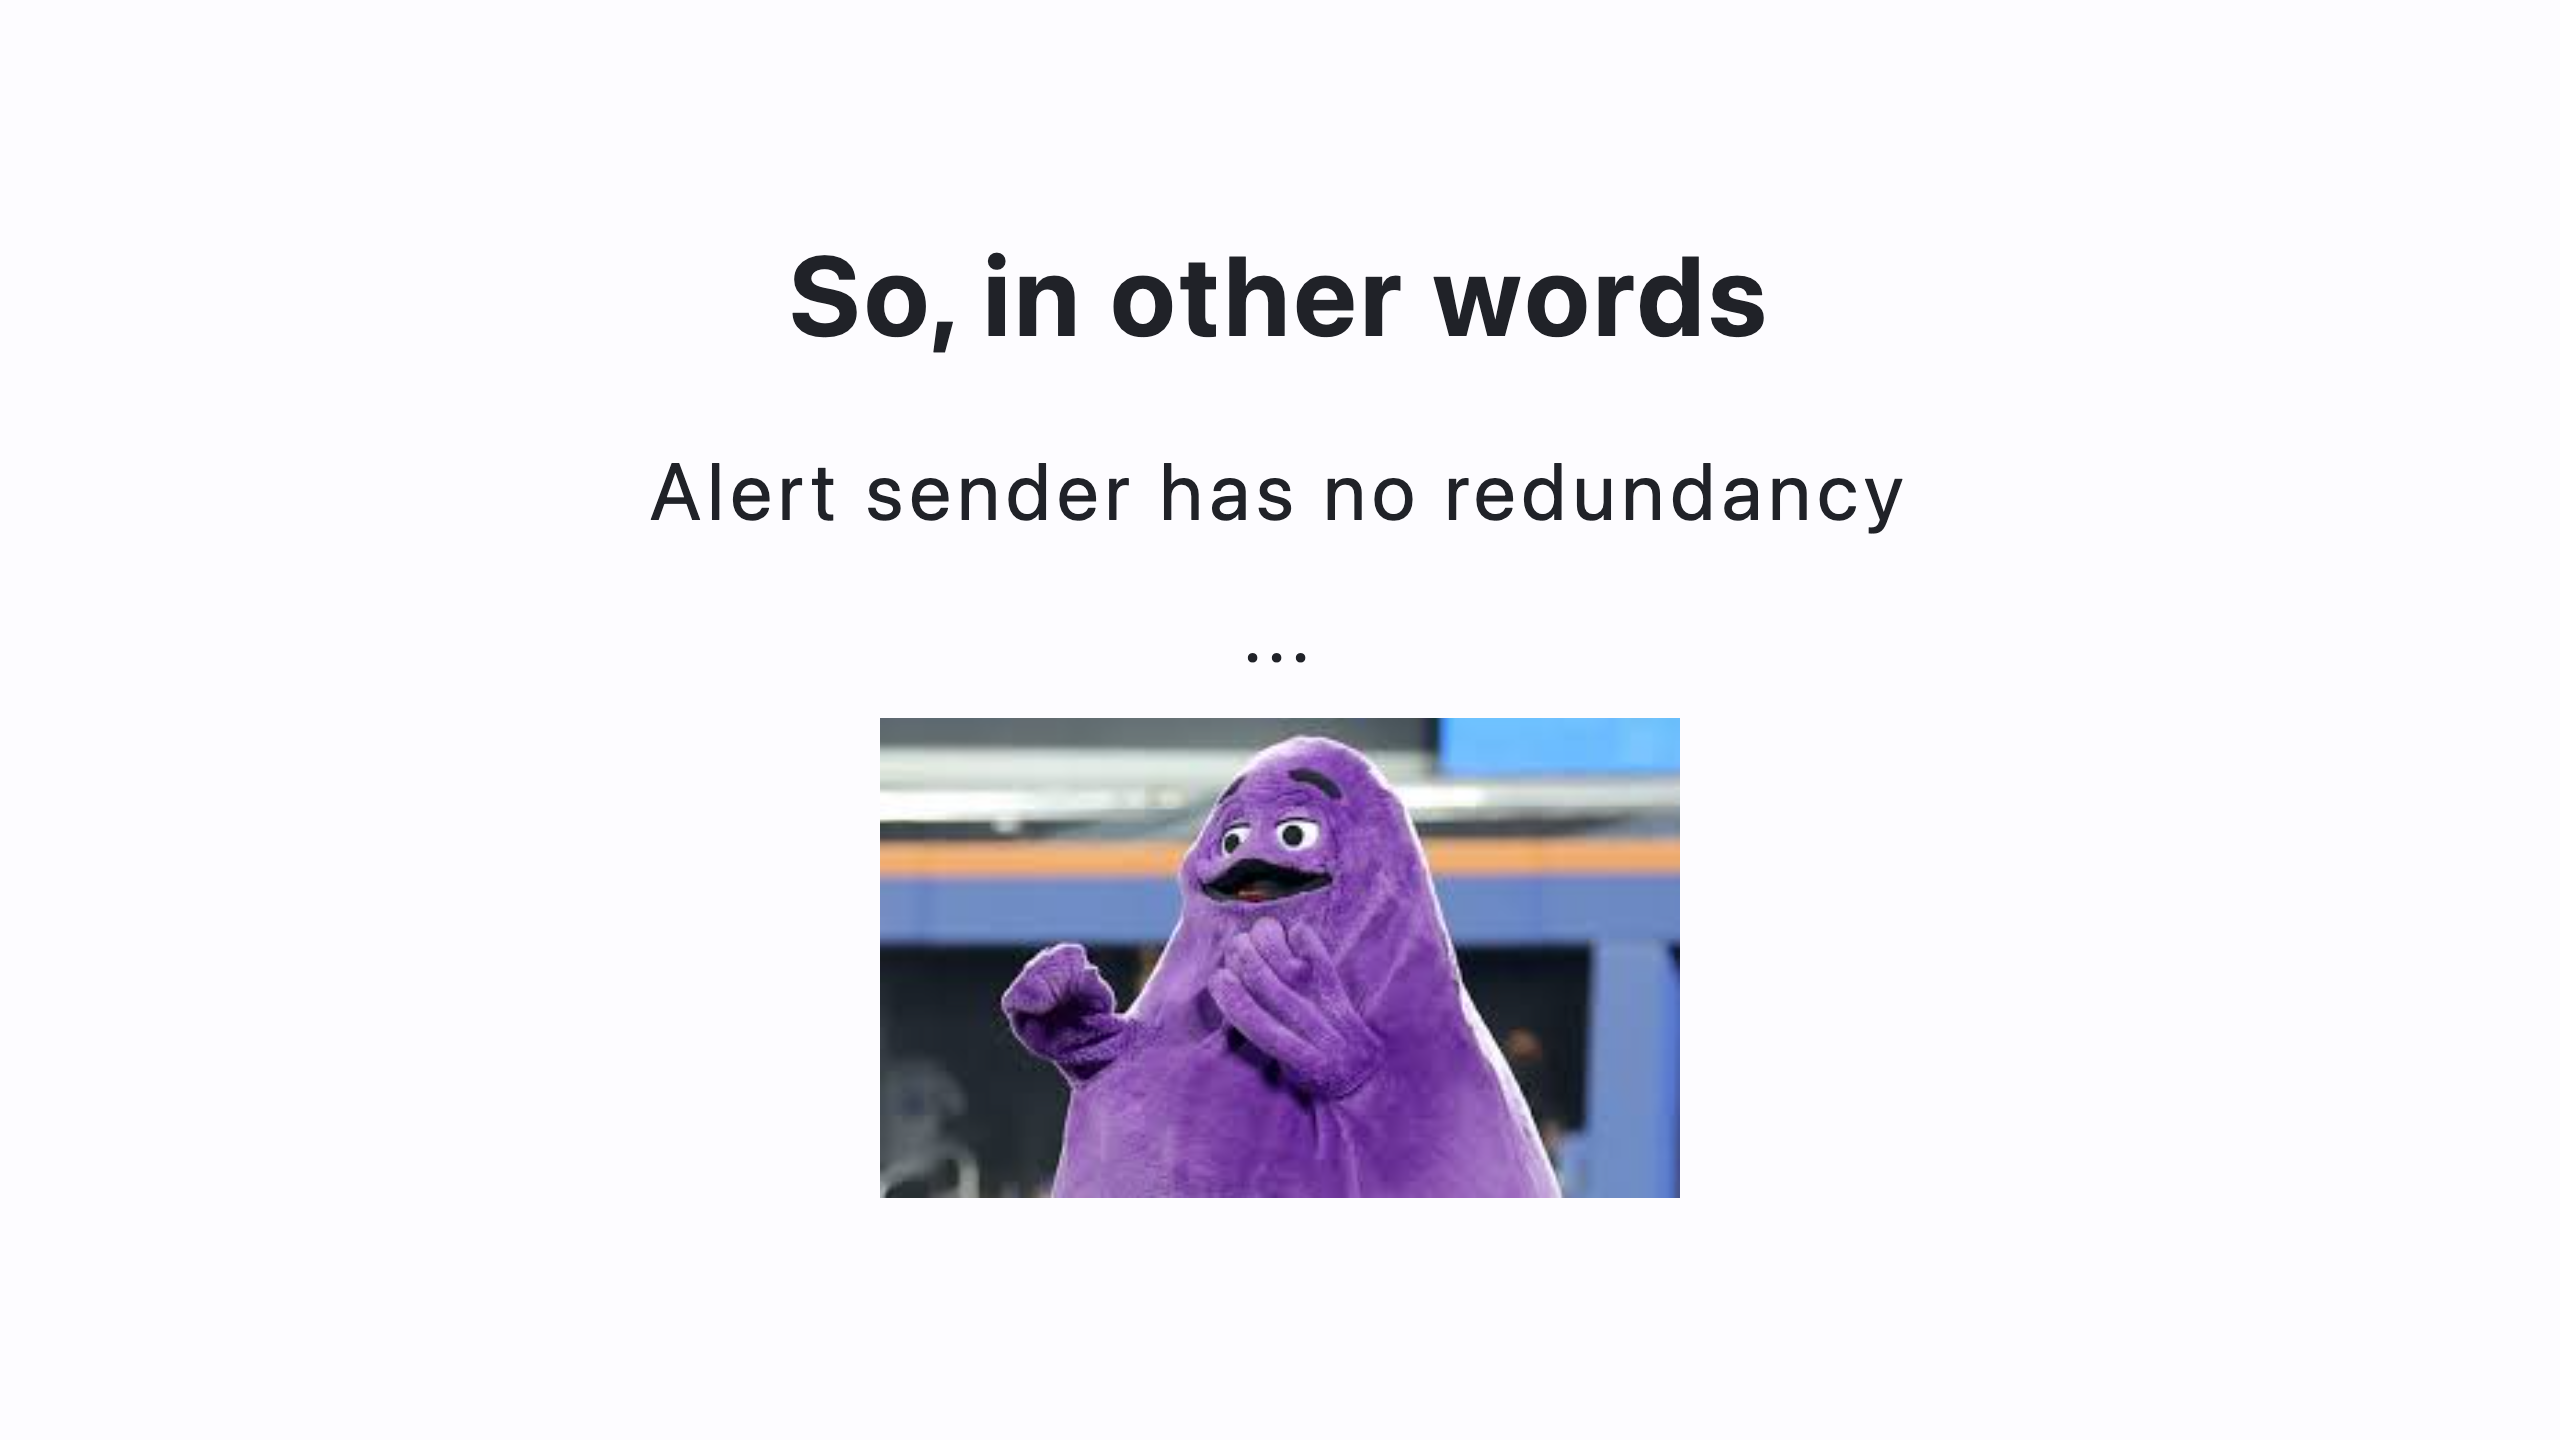 So, in other words
Alert sender has no redundancy
...